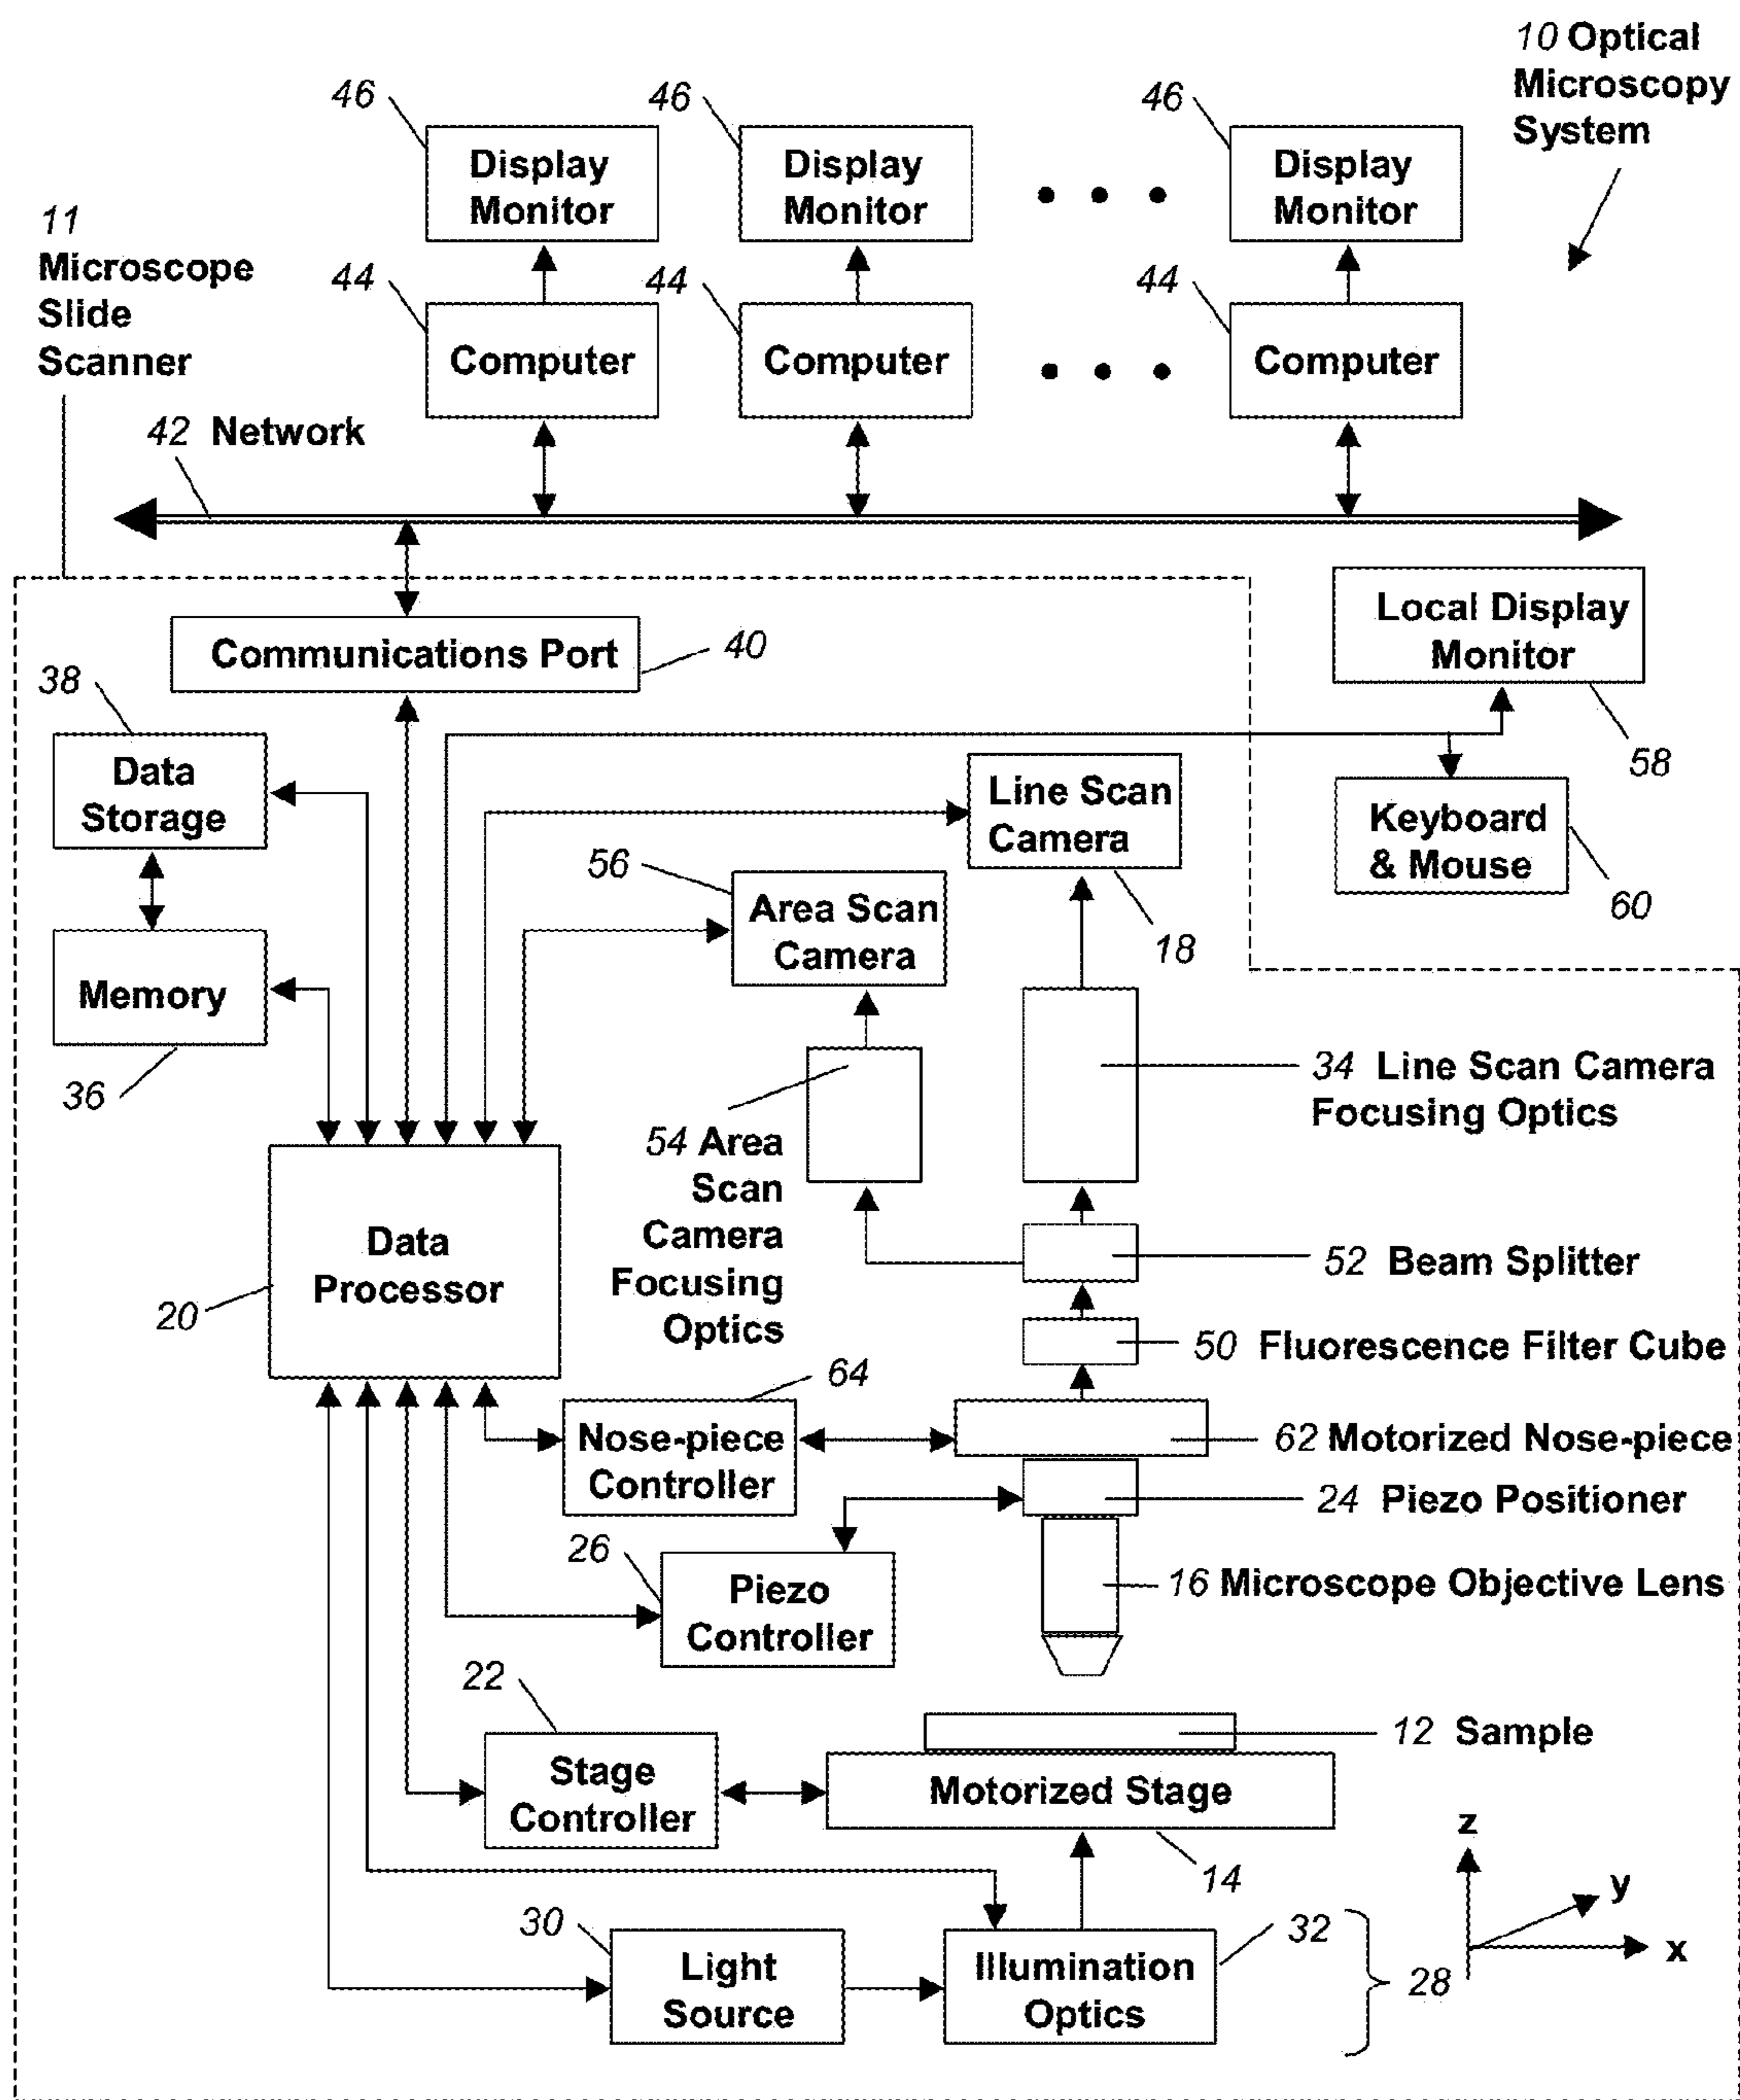 10 Optical
Microscopy
System
46
46
46
Display
Monitor
Display
Monitor
Display
Monitor
11
Microscope
Slide
Scanner
44
44
44
Computer
Computer
Computer
42 Network
Local Display
Monitor
58
Communications Port
40
38
Data
Storage
Line Scan
Camera
18
Keyboard
& Mouse
60
56
Area Scan
Camera
Memory
36
34 Line Scan Camera
Focusing Optics
54 Area
Scan
Camera
Focusing
Optics
Data
Processor
20
52 Beam Splitter
50 Fluorescence Filter Cube
64
Nose-piece
Controller
62 Motorized Nose-piece
24 Piezo Positioner
26
Piezo
Controller
16 Microscope Objective Lens
22
Stage
Controller
12 Sample
Motorized Stage
14
z
y
x
30
Light
Source
Illumination
Optics
32
28